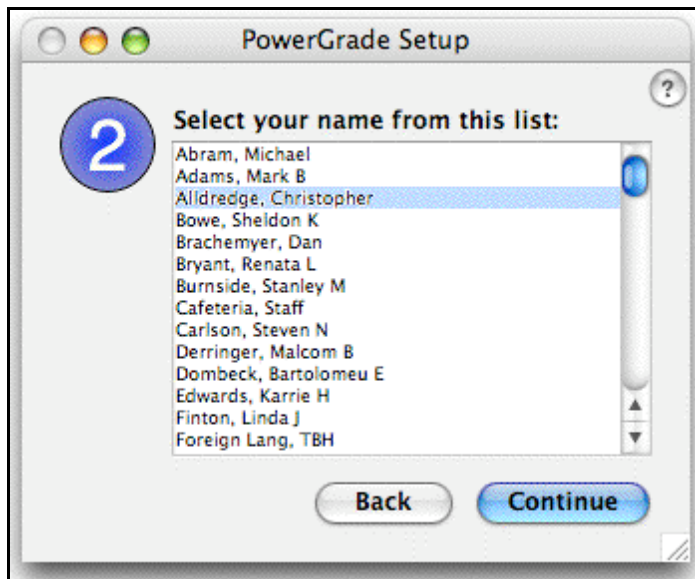 PowerGrade Setup
?
2
Select your name from this list:
Abram, Michael
Adams, Mark B
Alldredge, Christopher
Bowe, Sheldon K
Brachemyer, Dan
Bryant, Renata L
Burnside, Stanley M
Cafeteria, Staff
Carlson, Steven N
Derringer, Malcom B
Dombeck, Bartolomeu E
Edwards, Karrie H
Finton, Linda J
Foreign Lang, TBH
Back Continue